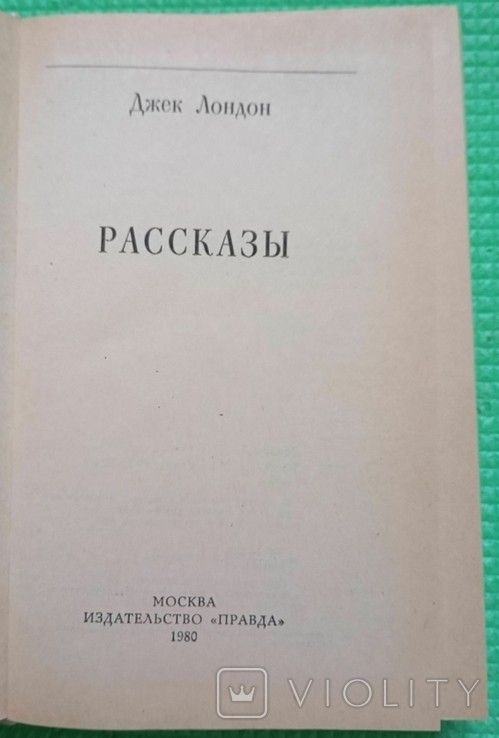 Джек Лондон
РАССКАЗЫ
МОСКВА
ИЗДАТЕЛЬСТВО «ПРАВДА»
1980
VIOLITY